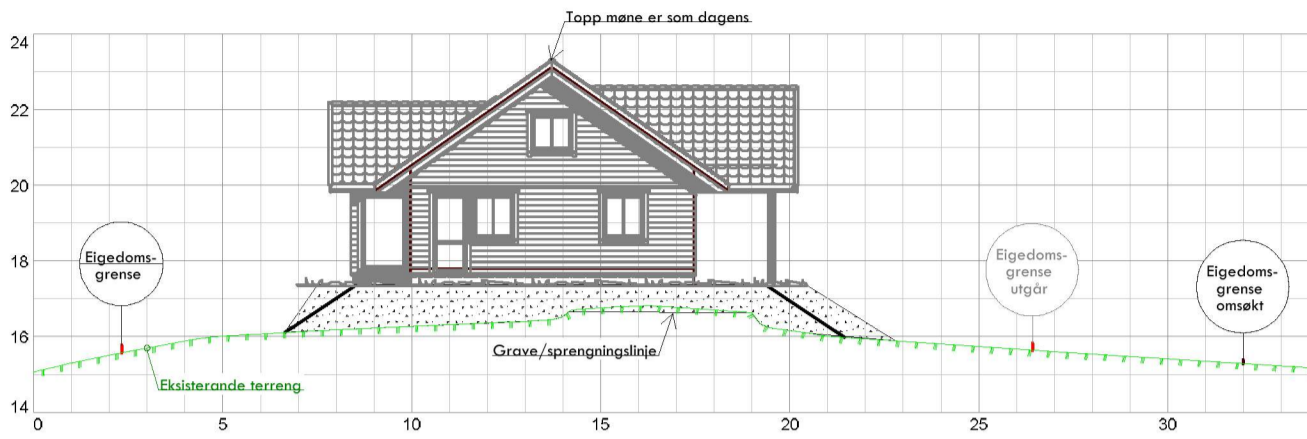 Topp møne er som dagens
24
22
20
18
16
14
Eigedoms-
grense
Eigedoms-
grense
utgår
Eigedoms-
grense
omsøkt
Grave/sprengningslinje
Eksisterande terreng
0
5
10
15
20
25
30